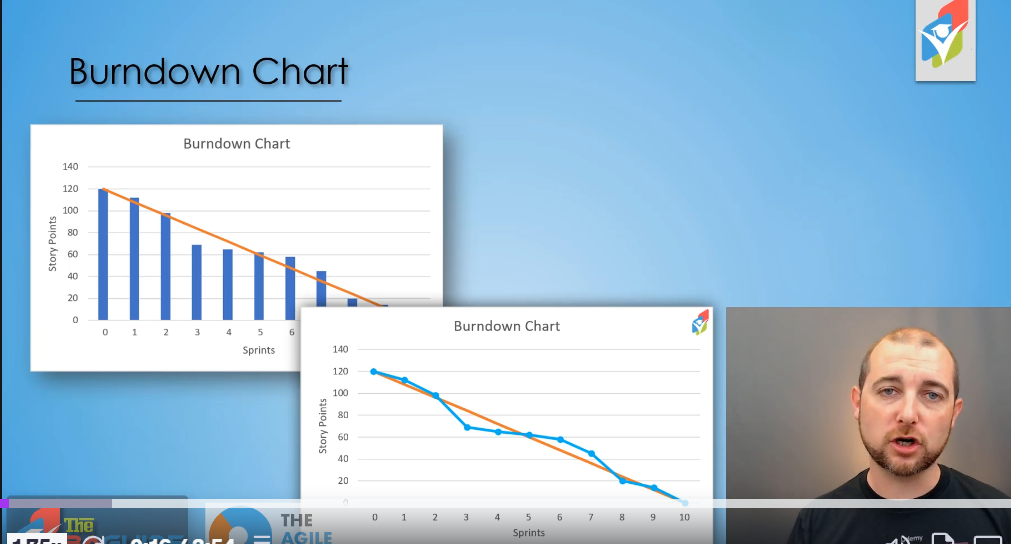 Burndown Chart
Burndown Chart
140
120
100
80
60
40
20
0
Story Points
0 1 2 3 4 5 6
Sprints
Burndown Chart
140
120
100
80
60
40
20
0
Story Points
0 1 2 3 4 5 6 7 8 9 10
Sprints
The
THE
AGILE